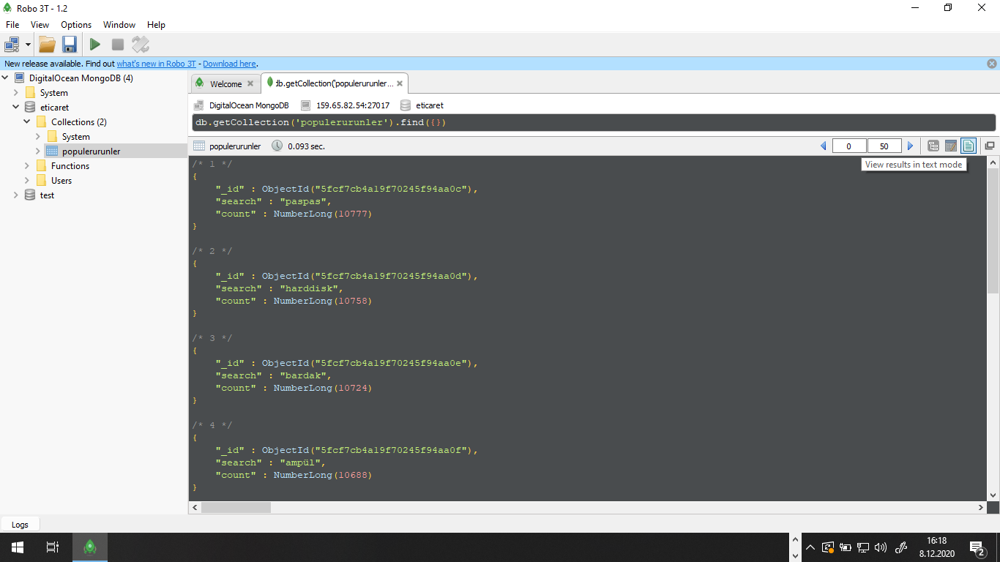 Robo 3T - 1.2
File View Options Window Help
New release available. Find out what's new in Robo 3T - Download here.
DigitalOcean MongoDB (4)
System
eticaret
Collections (2)
System
populerurunler
Functions
Users
test
Welcome
db.getCollection('populerurunler...
DigitalOcean MongoDB 159.65.82.54:27017 eticaret
db.getCollection('populerurunler').find({})
populerurunler 0.093 sec. 0 50
View results in text mode
/* 1 */
{
"_id" : ObjectId("5fcf7cb4a19f70245f94aa0c"),
"search" : "paspas",
"count" : NumberLong(10777)
}
/* 2 */
{
"_id" : ObjectId("5fcf7cb4a19f70245f94aa0d"),
"search" : "harddisk",
"count" : NumberLong(10758)
}
/* 3 */
{
"_id" : ObjectId("5fcf7cb4a19f70245f94aa0e"),
"search" : "bardak",
"count" : NumberLong(10724)
}
/* 4 */
{
"_id" : ObjectId("5fcf7cb4a19f70245f94aa0f"),
"search" : "ampül",
"count" : NumberLong(10688)
}
Logs
16:18
8.12.2020
2